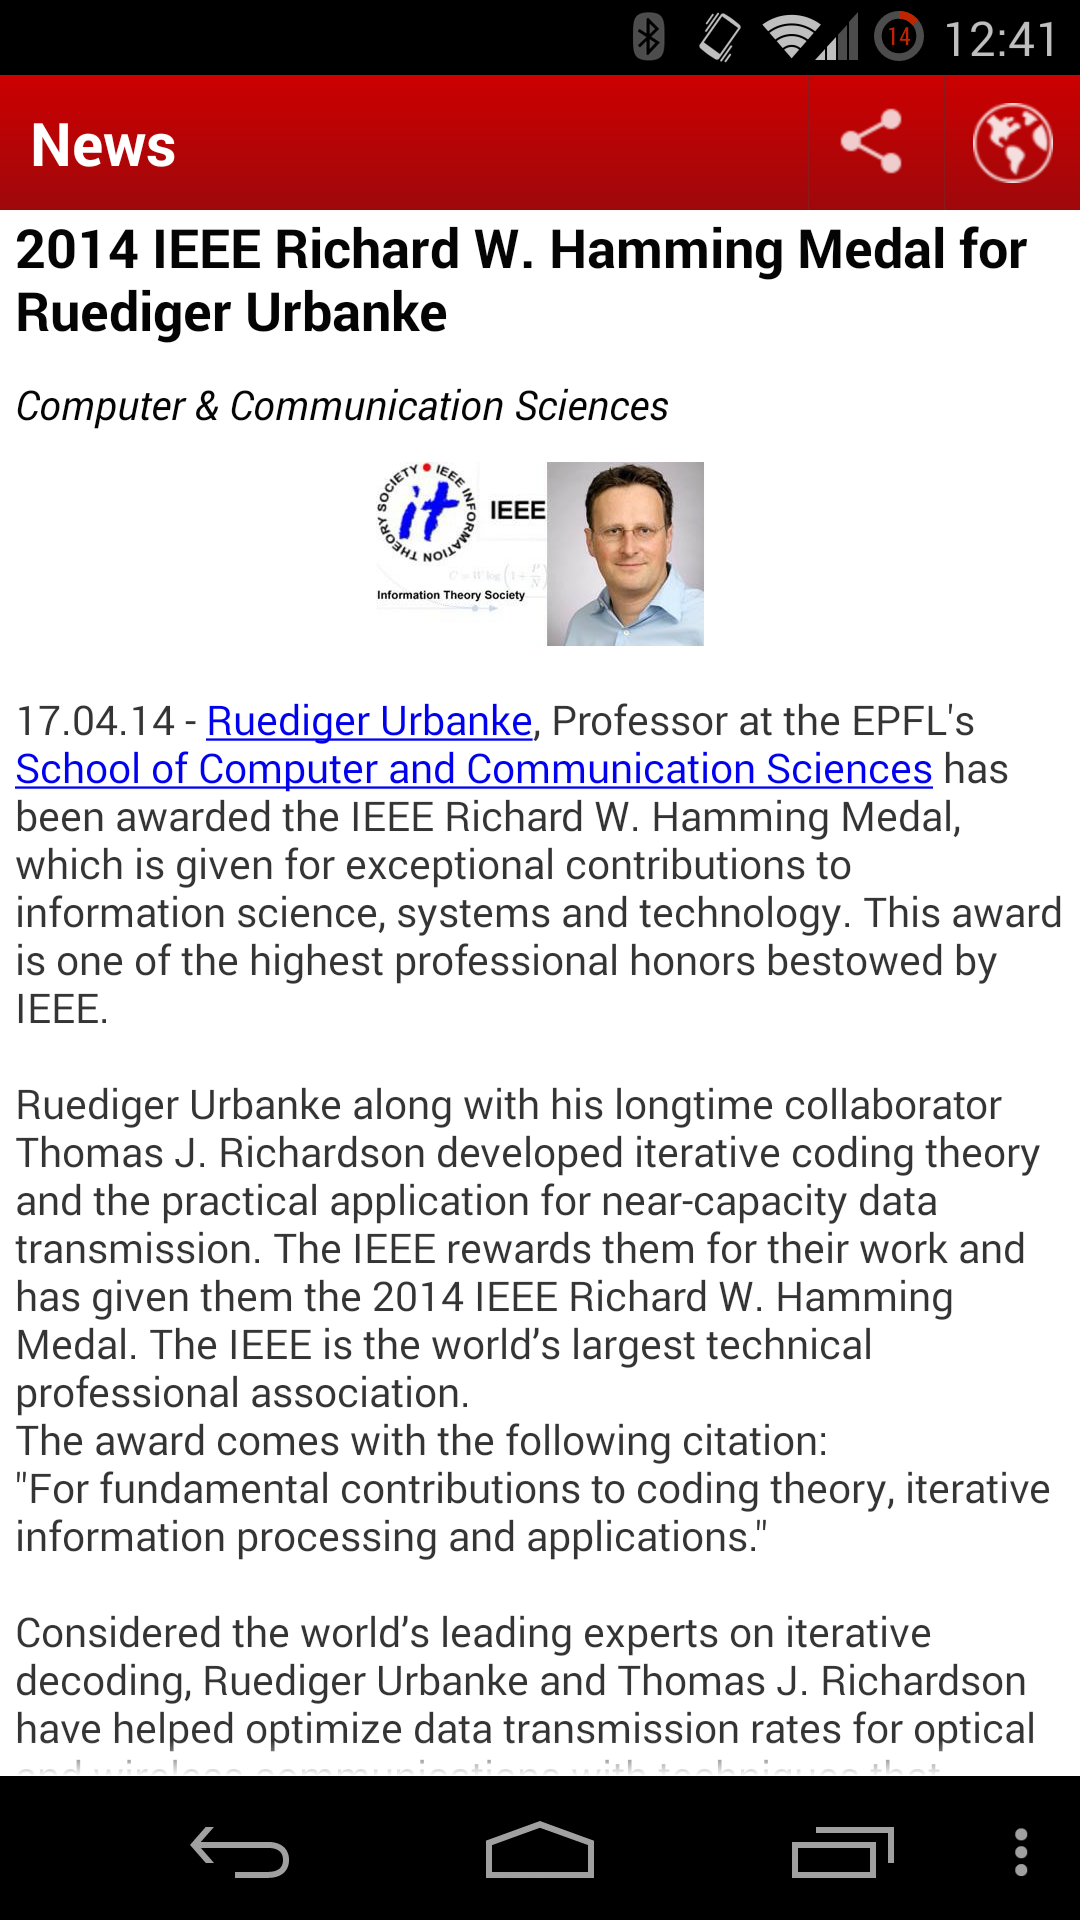 14 12:41
News
2014 IEEE Richard W. Hamming Medal for
Ruediger Urbanke
Computer & Communication Sciences
SOCIETY • IEEE INFORMATION THEORY
it
IEEE
C = W log (1 + P/N)
Information Theory Society
17.04.14 - Ruediger Urbanke, Professor at the EPFL's
School of Computer and Communication Sciences has
been awarded the IEEE Richard W. Hamming Medal,
which is given for exceptional contributions to
information science, systems and technology. This award
is one of the highest professional honors bestowed by
IEEE.
Ruediger Urbanke along with his longtime collaborator
Thomas J. Richardson developed iterative coding theory
and the practical application for near-capacity data
transmission. The IEEE rewards them for their work and
has given them the 2014 IEEE Richard W. Hamming
Medal. The IEEE is the world’s largest technical
professional association.
The award comes with the following citation:
"For fundamental contributions to coding theory, iterative
information processing and applications."
Considered the world’s leading experts on iterative
decoding, Ruediger Urbanke and Thomas J. Richardson
have helped optimize data transmission rates for optical
and wireless communications with techniques that